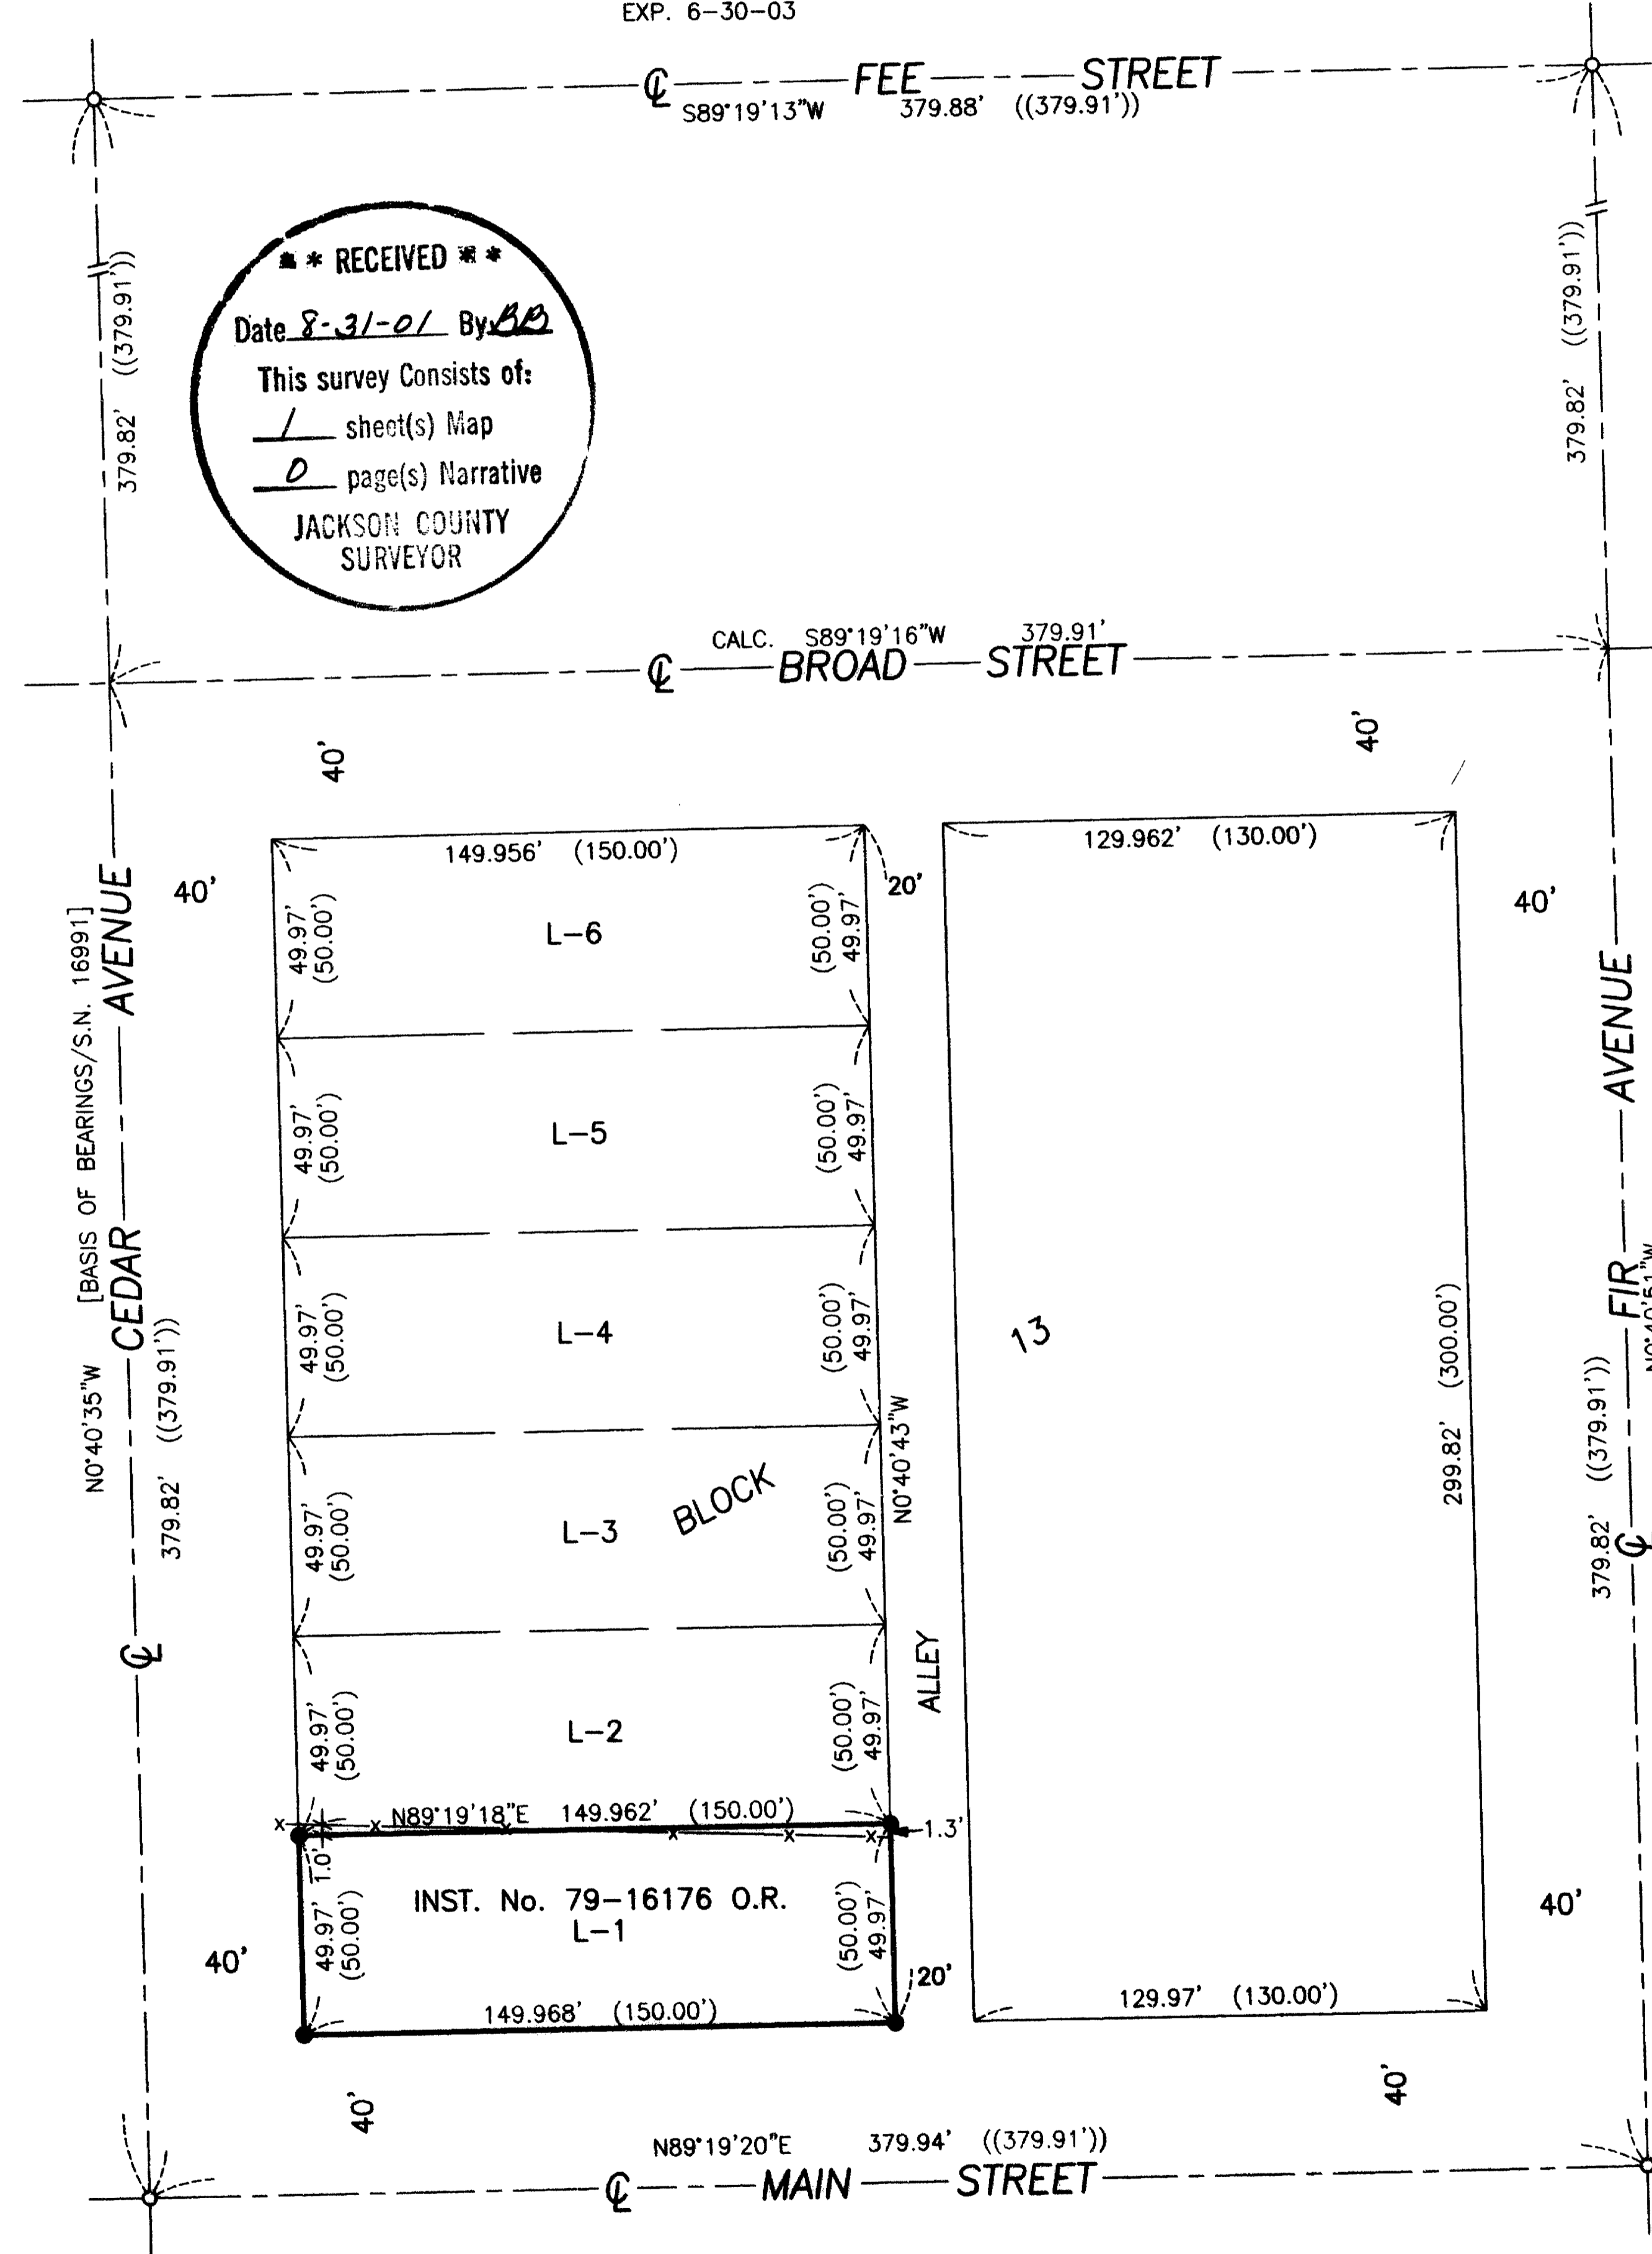 EXP. 6-30-03
℄ FEE STREET
S89°19'13"W 379.88' ((379.91'))
379.82' ((379.91'))
379.82' ((379.91'))
* * RECEIVED * *
Date 8-31-01 By BB
This survey Consists of:
1 sheet(s) Map
0 page(s) Narrative
JACKSON COUNTY
SURVEYOR
CALC. S89°19'16"W 379.91'
℄ BROAD STREET
40'
40'
149.956' (150.00')
129.962' (130.00')
40'
20'
40'
49.97'
(50.00')
L-6
(50.00')
49.97'
49.97'
(50.00')
L-5
(50.00')
49.97'
49.97'
(50.00')
L-4
(50.00')
49.97'
49.97'
(50.00')
L-3
(50.00')
49.97'
49.97'
(50.00')
L-2
(50.00')
49.97'
BLOCK
13
N0°40'43"W
ALLEY
299.82' (300.00')
N0°40'35"W [BASIS OF BEARINGS/S.N. 16991]
℄ CEDAR AVENUE
379.82' ((379.91'))
℄ FIR AVENUE
N0°40'51"W
379.82' ((379.91'))
N89°19'18"E 149.962' (150.00')
1.3'
1.0'
INST. No. 79-16176 O.R.
L-1
49.97'
(50.00')
(50.00')
49.97'
40'
20'
40'
149.968' (150.00')
129.97' (130.00')
40'
40'
N89°19'20"E 379.94' ((379.91'))
℄ MAIN STREET